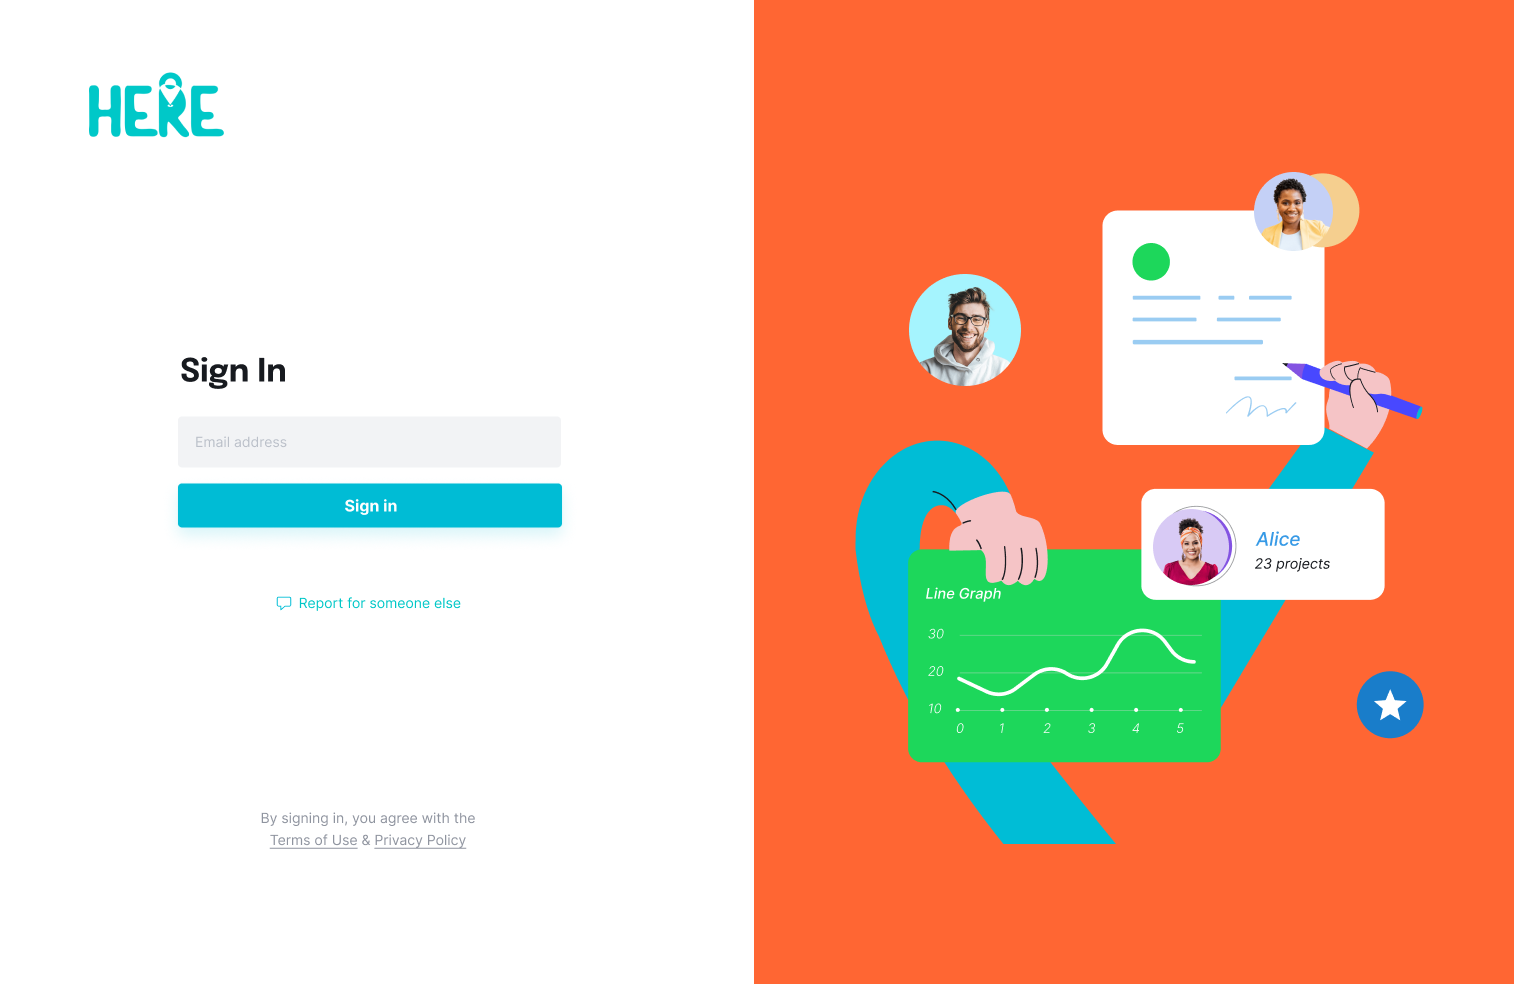 HERE
Sign In
Email address
Sign in
Report for someone else
By signing in, you agree with the
Terms of Use & Privacy Policy
Alice
23 projects
Line Graph
30
20
10
0 1 2 3 4 5